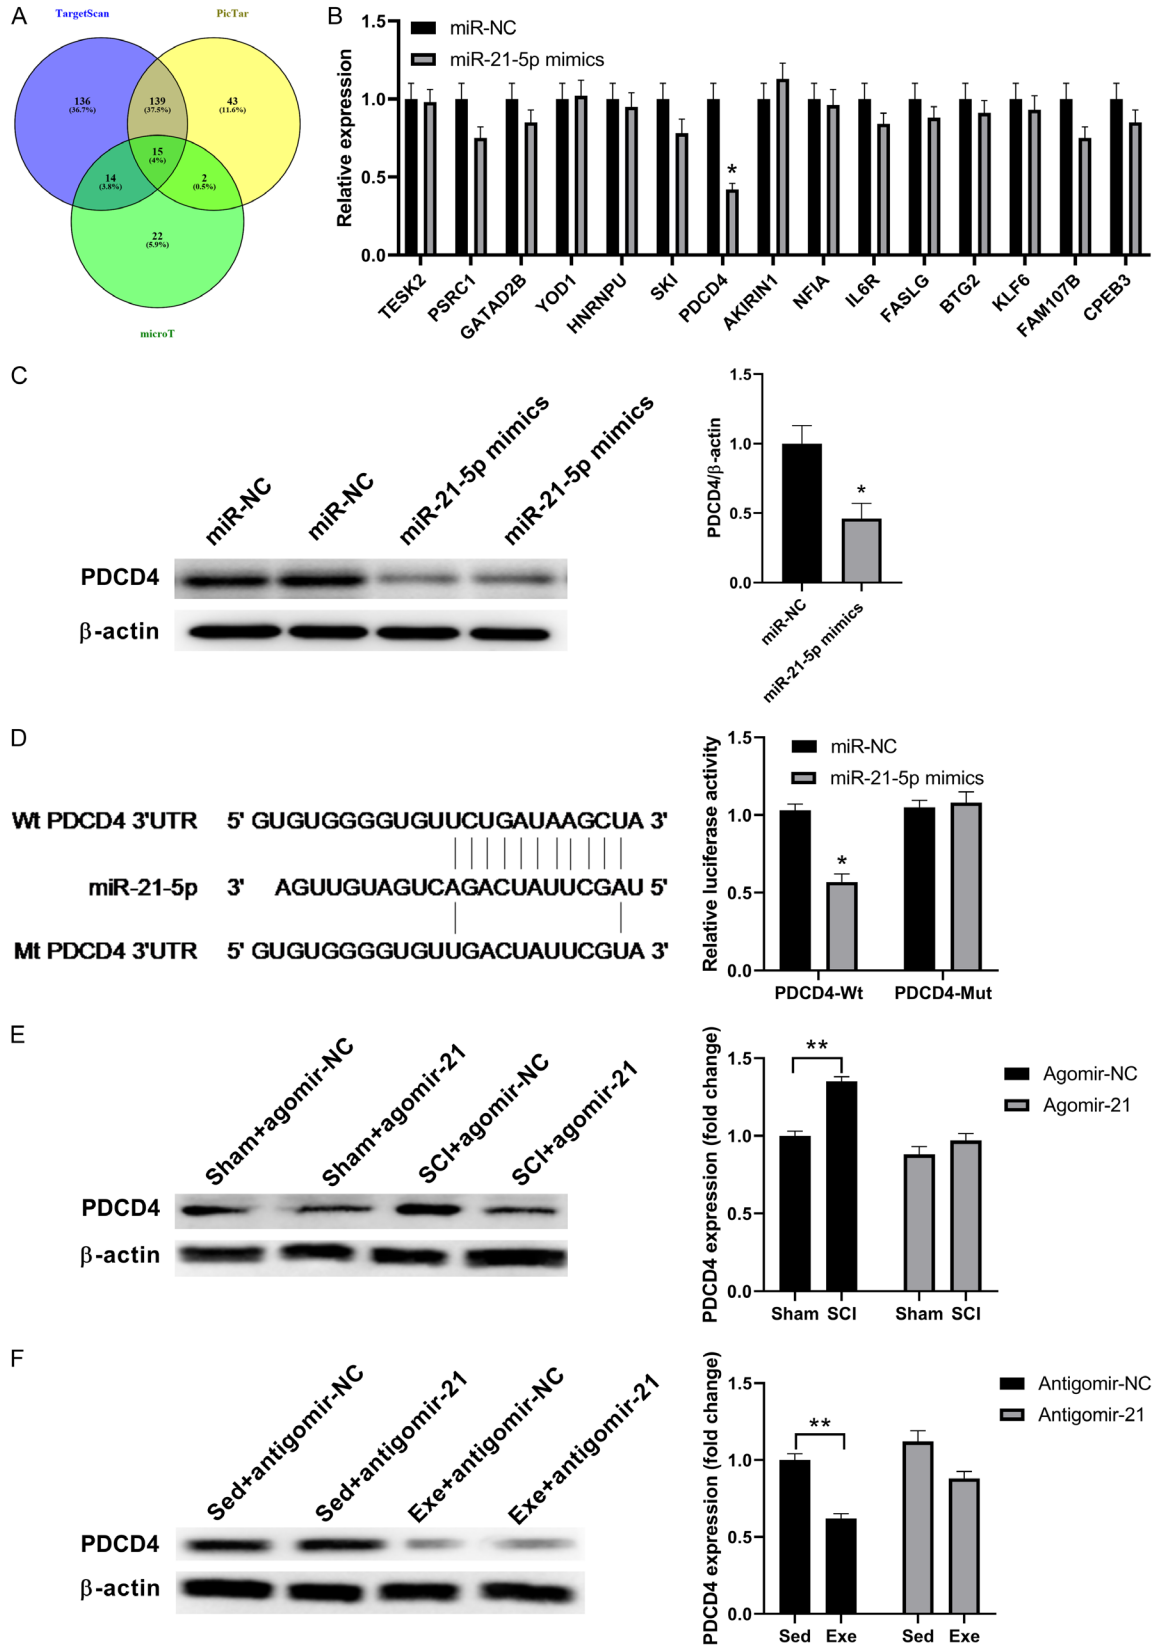 A
TargetScan
PicTar
136
(36.7%)
139
(37.5%)
43
(11.6%)
15
(4%)
14
(3.8%)
2
(0.5%)
22
(5.9%)
microT
B
miR-NC
miR-21-5p mimics
Relative expression
1.5
1.0
0.5
0.0
*
TESK2
PSRC1
GATAD2B
YOD1
HNRNPU
SKI
PDCD4
AKIRIN1
NFIA
IL6R
FASLG
BTG2
KLF6
FAM107B
CPEB3
C
miR-NC
miR-NC
miR-21-5p mimics
miR-21-5p mimics
PDCD4
β-actin
PDCD4/β-actin
1.5
1.0
0.5
0.0
*
miR-NC
miR-21-5p mimics
D
Wt PDCD4 3'UTR 5' GUGUGGGGUGUUUCUGAUAAGCUA 3'
miR-21-5p 3' AGUUGUAGUCAGACUAUUCGAU 5'
Mt PDCD4 3'UTR 5' GUGUGGGGUGUUUGACUAUUCGUA 3'
Relative luciferase activity
1.5
1.0
0.5
0.0
miR-NC
miR-21-5p mimics
*
PDCD4-Wt PDCD4-Mut
E
Sham+agomir-NC
Sham+agomir-21
SCI+agomir-NC
SCI+agomir-21
PDCD4
β-actin
PDCD4 expression (fold change)
1.5
1.0
0.5
0.0
**
Sham SCI Sham SCI
Agomir-NC
Agomir-21
F
Sed+antigomir-NC
Sed+antigomir-21
Exe+antigomir-NC
Exe+antigomir-21
PDCD4
β-actin
PDCD4 expression (fold change)
1.5
1.0
0.5
0.0
**
Sed Exe Sed Exe
Antigomir-NC
Antigomir-21